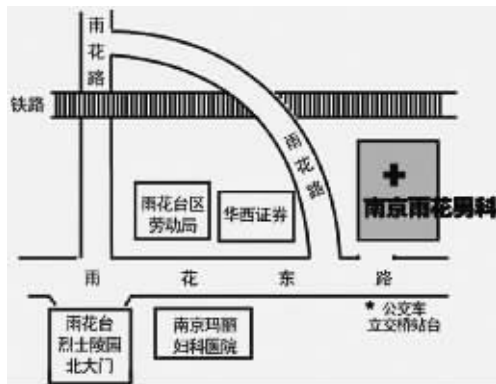 雨花路
铁路
雨花路
南京雨花男科
雨花台区
劳动局
华西证券
雨花东路
* 公交车
立交桥站台
雨花台
烈士陵园
北大门
南京玛丽
妇科医院